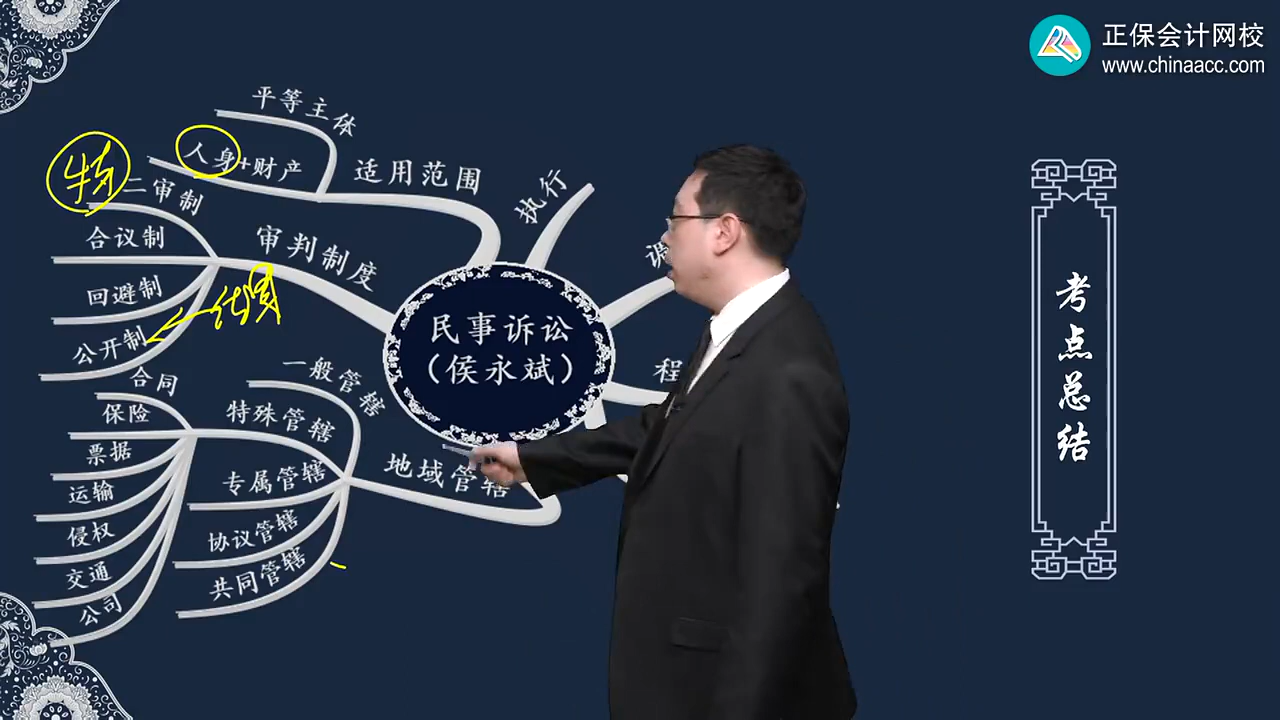 正保会计网校
www.chinaacc.com
平等主体
人身+财产
适用范围
执行
特
二审制
合议制
审判制度
回避制
公开制
民事诉讼
(侯永斌)
合同
一般管辖
保险
特殊管辖
程
票据
专属管辖
地域管辖
运输
协议管辖
侵权
共同管辖
交通
公司
考点总结